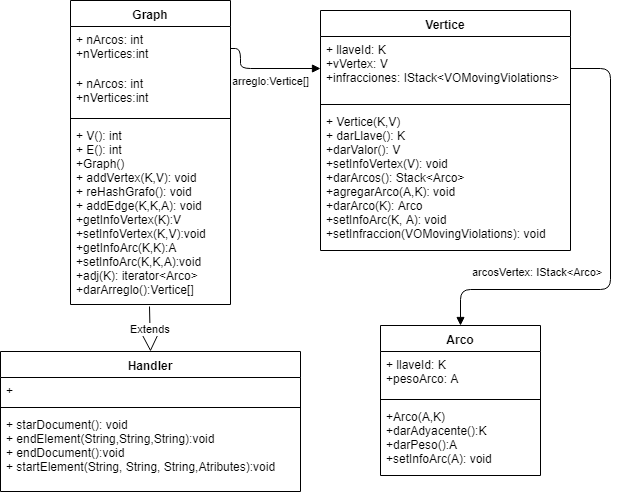 Graph
+ nArcos: int
+nVertices:int
+ nArcos: int
+nVertices:int
+ V(): int
+ E(): int
+Graph()
+ addVertex(K,V): void
+ reHashGrafo(): void
+ addEdge(K,K,A): void
+getInfoVertex(K):V
+setInfoVertex(K,V):void
+getInfoArc(K,K):A
+setInfoArc(K,K,A):void
+adj(K): iterator<Arco>
+darArreglo():Vertice[]
arreglo:Vertice[]
Vertice
+ llaveId: K
+vVertex: V
+infracciones: IStack<VOMovingViolations>
+ Vertice(K,V)
+ darLlave(): K
+darValor(): V
+setInfoVertex(V): void
+darArcos(): Stack<Arco>
+agregarArco(A,K): void
+darArco(K): Arco
+setInfoArc(K, A): void
+setInfraccion(VOMovingViolations): void
arcosVertex: IStack<Arco>
Extends
Handler
+
+ starDocument(): void
+ endElement(String,String,String):void
+ endDocument():void
+ startElement(String, String, String,Atributes):void
Arco
+ llaveId: K
+pesoArco: A
+Arco(A,K)
+darAdyacente():K
+darPeso():A
+setInfoArc(A): void